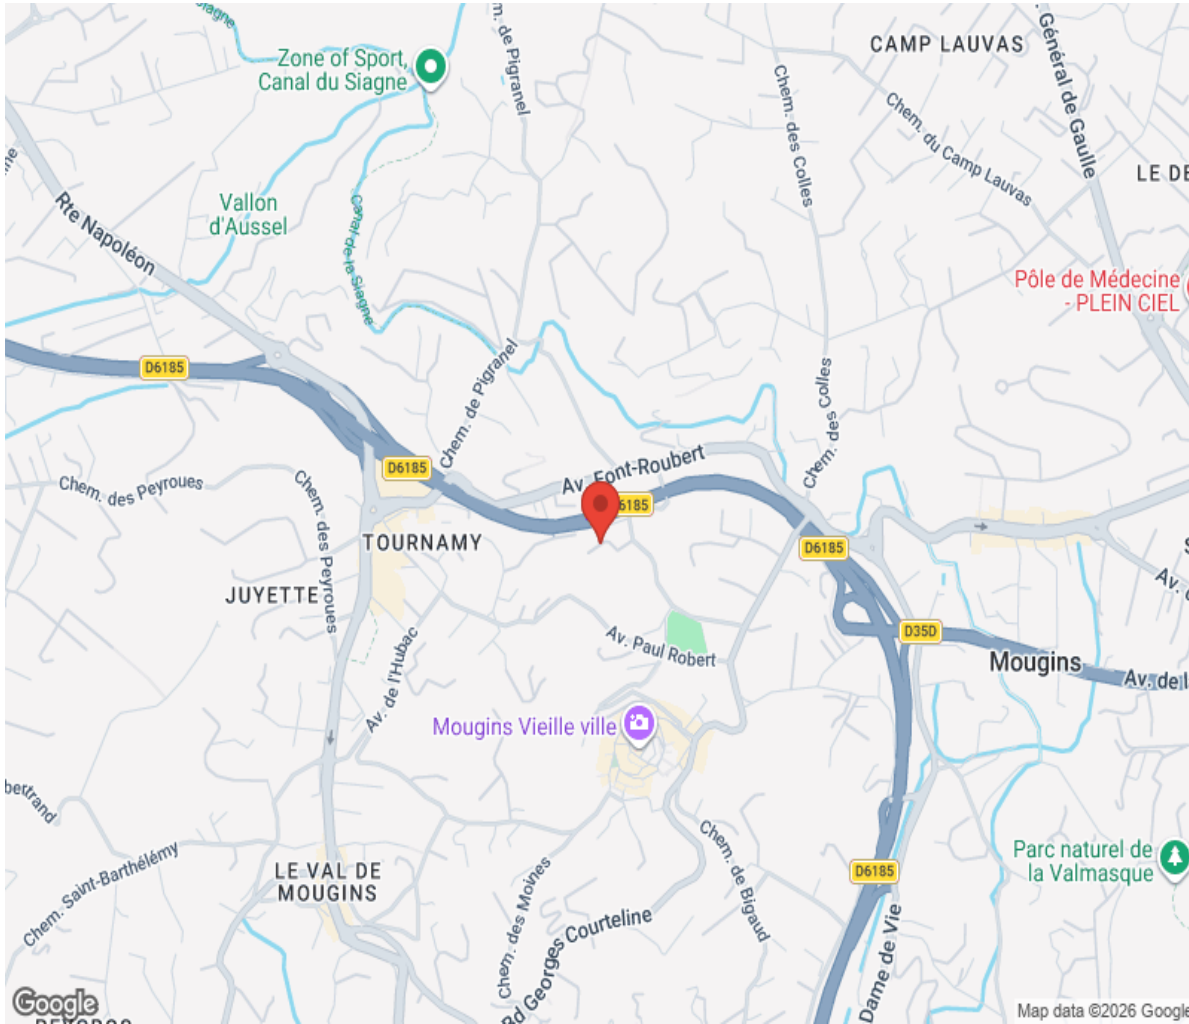 Siagne
Chem. de Pigranel
Zone of Sport,
Canal du Siagne
CAMP LAUVAS
Général de Gaulle
Chem. des Colles
Chem. du Camp Lauvas
LE DE
Vallon
d'Aussel
Canal de la Siagne
Rte Napoléon
Pôle de Médecine
- PLEIN CIEL
D6185
Chem. de Pigranel
Chem. des Colles
D6185
Av. Font-Roubert
6185
Chem. des Peyroues
Chem. des Peyroues
TOURNAMY
D6185
JUYETTE
Av. Paul Robert
D35D
Mougins
Av. de l'Hubac
Av. de la
Mougins Vieille ville
bertrand
Chem. Saint-Barthélémy
LE VAL DE
MOUGINS
Chem. des Moines
Chem. de Bigaud
D6185
Parc naturel de
la Valmasque
Bd Georges Courteline
Dame de Vie
Google
Map data ©2026 Google